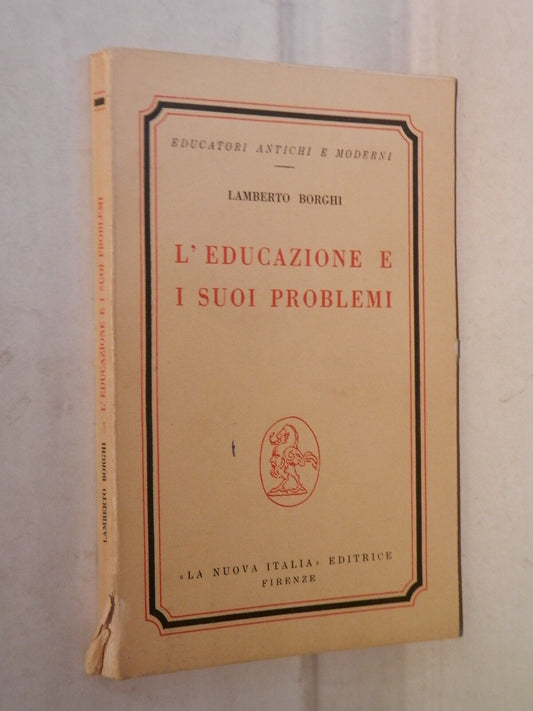 EDUCATORI ANTICHI E MODERNI
LAMBERTO BORGHI
L'EDUCAZIONE E
I SUOI PROBLEMI
«LA NUOVA ITALIA» EDITRICE
FIRENZE
LAMBERTO BORGHI — L'EDUCAZIONE E I SUOI PROBLEMI